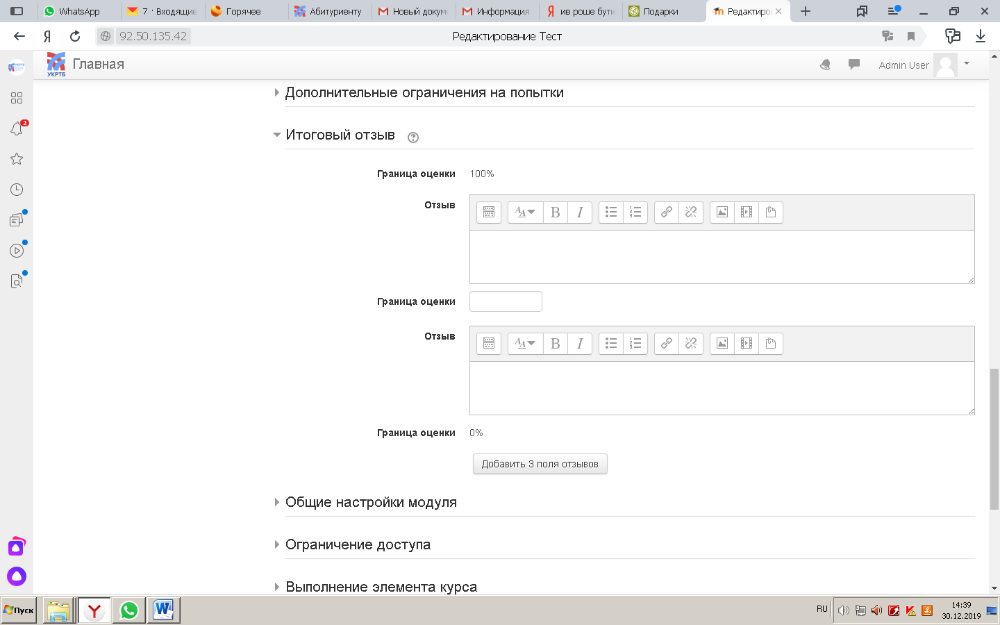 WhatsApp
7 · Входящие
Горячее
Абитуриенту
Новый докум
Информация
ив роше бути
Подарки
Редактиро
92.50.135.42
Редактирование Тест
УКРТБ
Главная
Admin User
2
Дополнительные ограничения на попытки
Итоговый отзыв
Граница оценки 100%
Отзыв
Граница оценки
Отзыв
Граница оценки 0%
Добавить 3 поля отзывов
Общие настройки модуля
Ограничение доступа
Выполнение элемента курса
Пуск
RU
14:39
30.12.2019